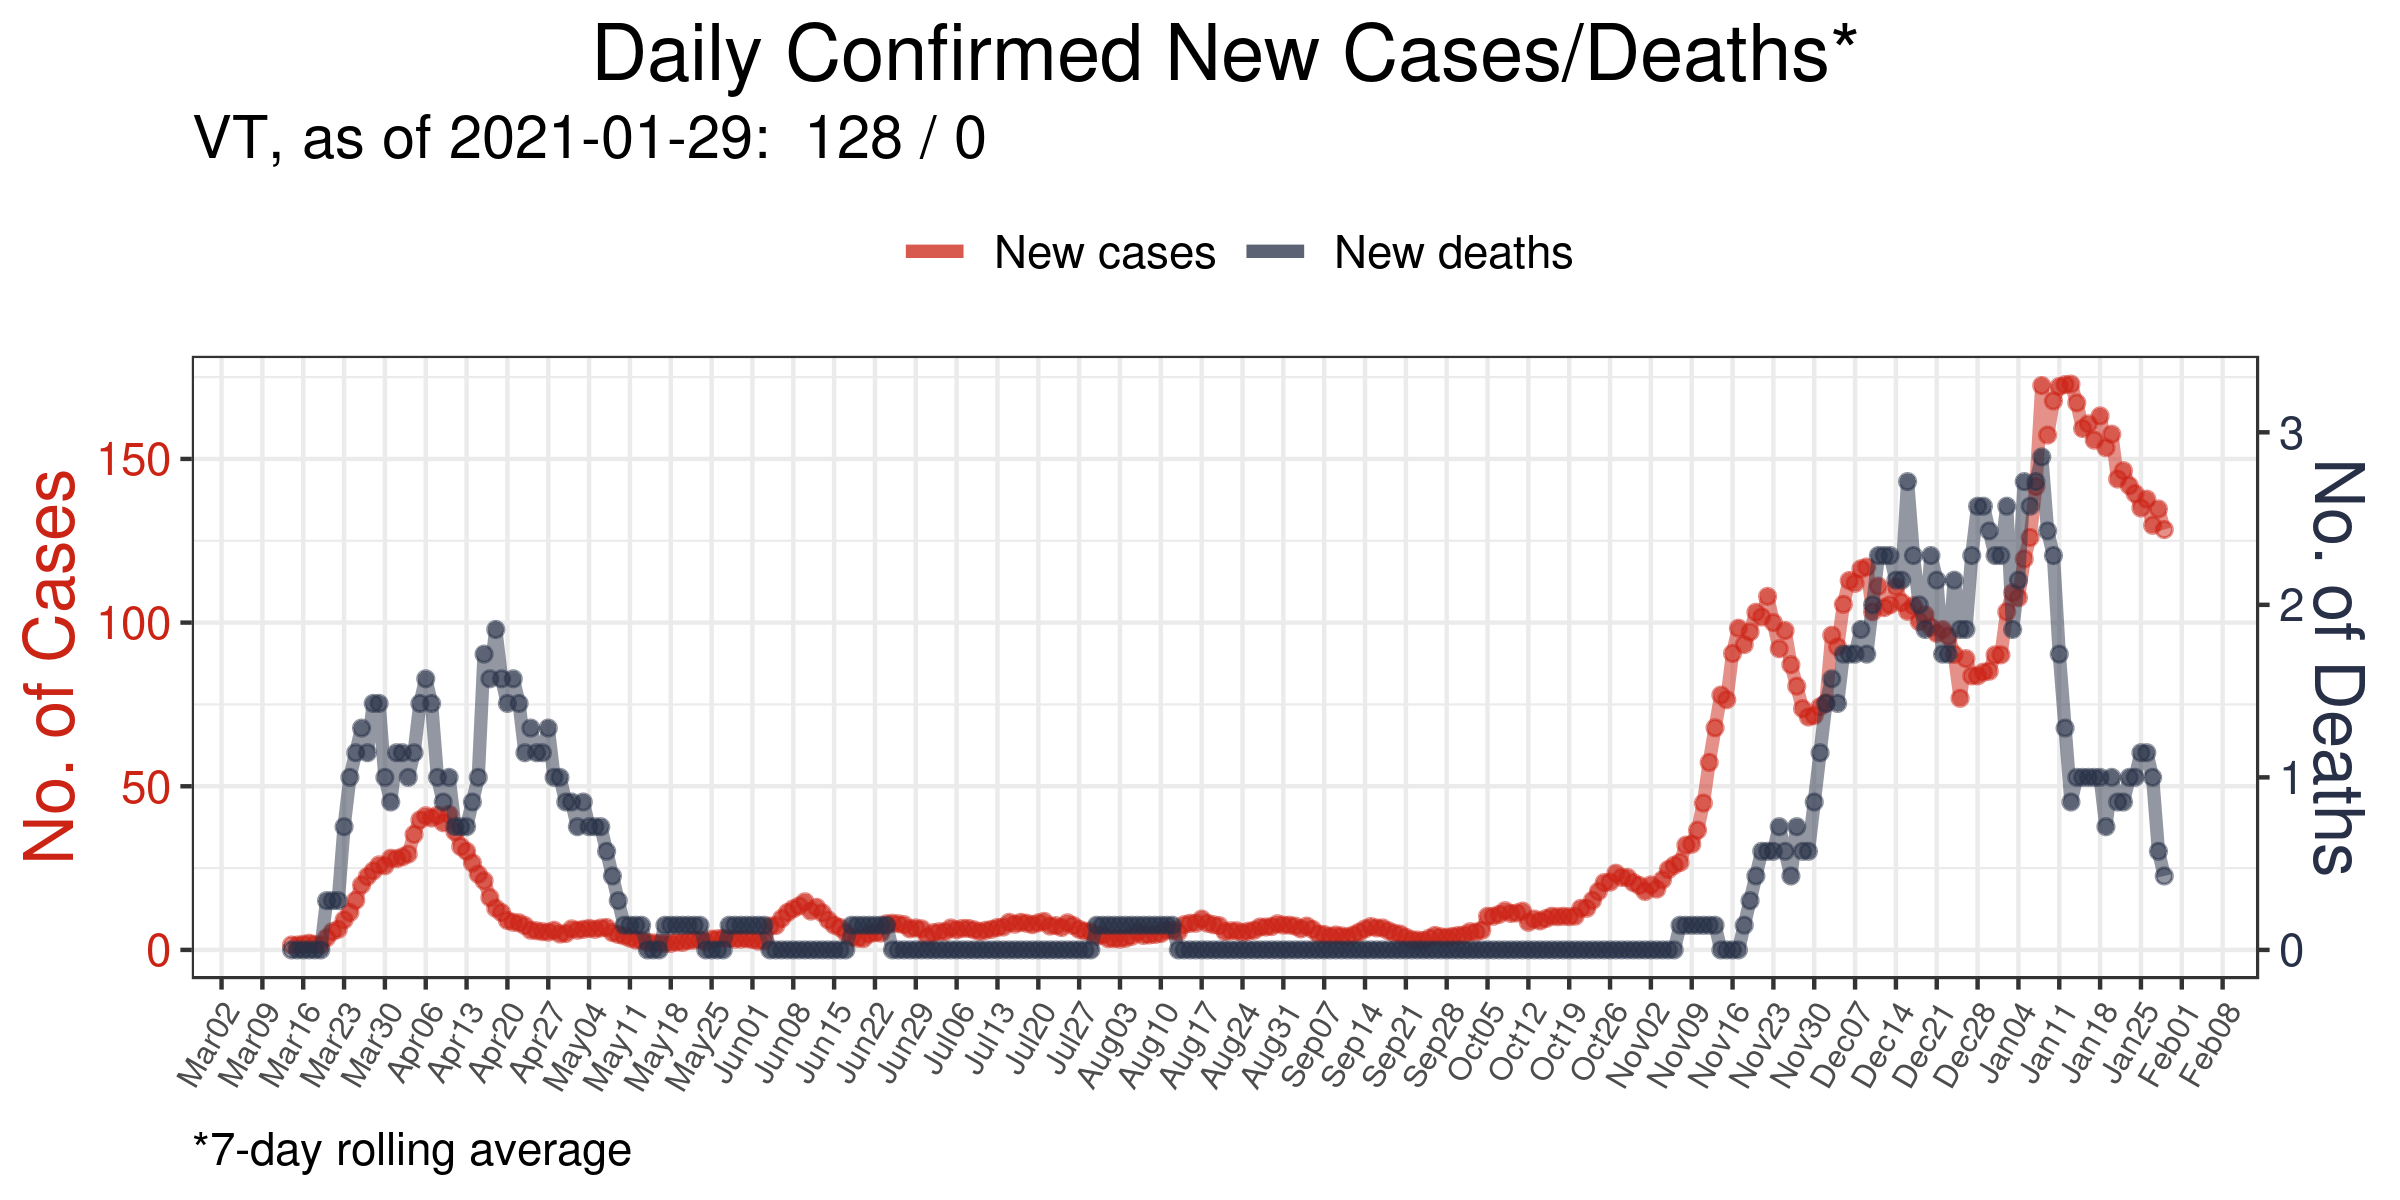 Daily Confirmed New Cases/Deaths*
VT, as of 2021-01-29:  128 / 0
New cases
New deaths
No. of Cases
150
100
50
0
3
2
1
0
No. of Deaths
Mar02
Mar09
Mar16
Mar23
Mar30
Apr06
Apr13
Apr20
Apr27
May04
May11
May18
May25
Jun01
Jun08
Jun15
Jun22
Jun29
Jul06
Jul13
Jul20
Jul27
Aug03
Aug10
Aug17
Aug24
Aug31
Sep07
Sep14
Sep21
Sep28
Oct05
Oct12
Oct19
Oct26
Nov02
Nov09
Nov16
Nov23
Nov30
Dec07
Dec14
Dec21
Dec28
Jan04
Jan11
Jan18
Jan25
Feb01
Feb08
*7-day rolling average